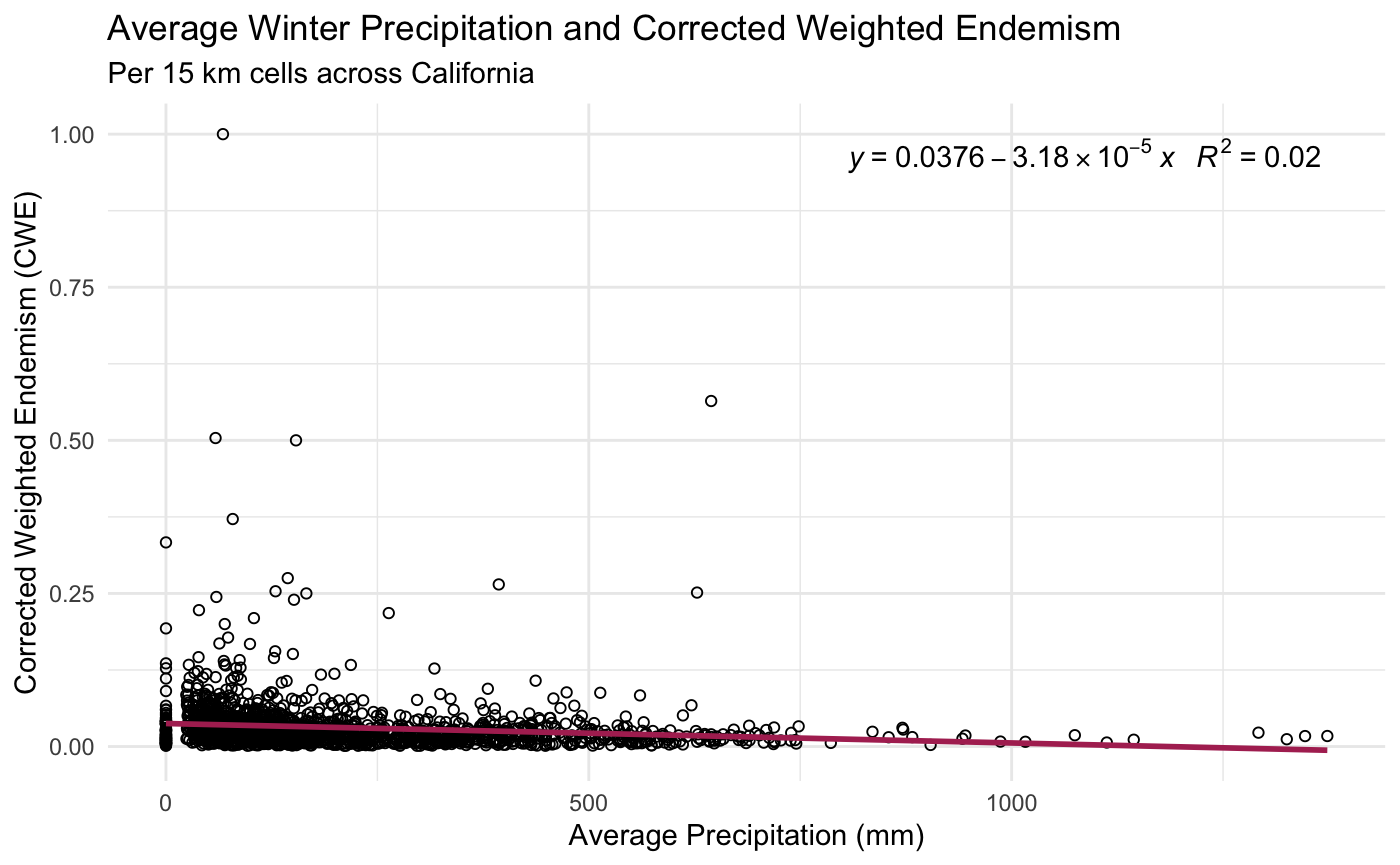 Average Winter Precipitation and Corrected Weighted Endemism
Per 15 km cells across California
y = 0.0376 – 3.18 × 10⁻⁵ x R² = 0.02
Corrected Weighted Endemism (CWE)
1.00
0.75
0.50
0.25
0.00
0 500 1000
Average Precipitation (mm)